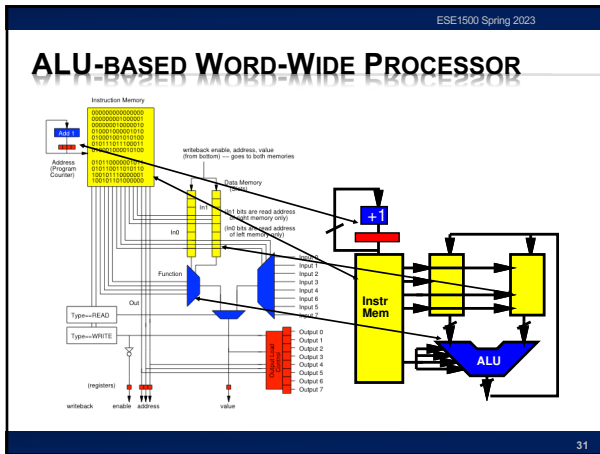 ESE1500 Spring 2023
ALU-BASED WORD-WIDE PROCESSOR
Instruction Memory
Add 1
Address
(Program
Counter)
writeback enable, address, value
(from bottom) –– goes to both memories
Data Memory
In1
(In1 bits are read address
of right memory only)
In0
(In0 bits are read address
of left memory only)
Function
Input 1
Input 2
Input 3
Input 4
Input 6
Input 5
Input 7
Out
Type==READ
Type==WRITE
Output Load
Control
Output 0
Output 1
Output 2
Output 3
Output 4
Output 5
Output 6
Output 7
(registers)
writeback
enable
address
value
+1
Instr
Mem
ALU
31